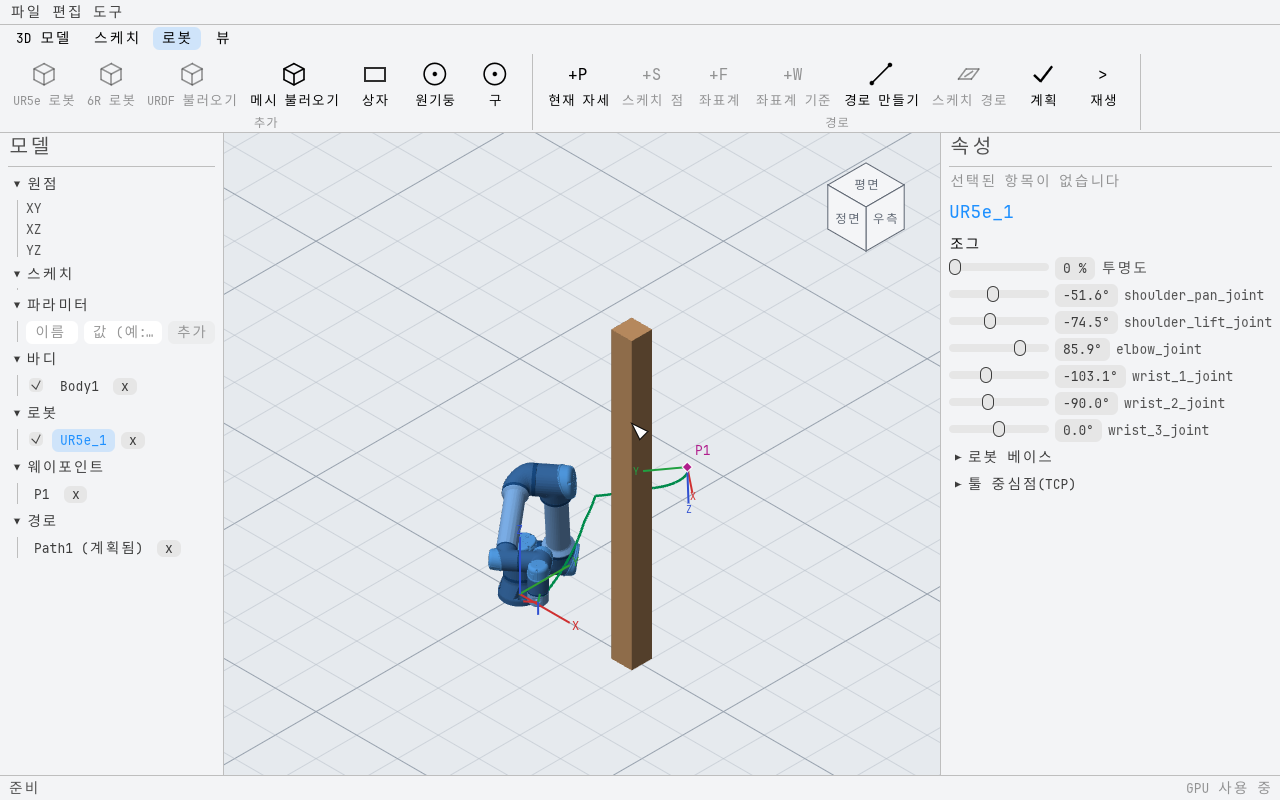 파일 편집 도구
3D 모델 스케치 로봇 뷰
+P +S +F +W >
UR5e 로봇 6R 로봇 URDF 불러오기 메시 불러오기 상자 원기둥 구 현재 자세 스케치 점 좌표계 좌표계 기준 경로 만들기 스케치 경로 계획 재생
추가 경로
모델
▼ 원점
XY
XZ
YZ
▼ 스케치
▼ 파라미터
이름 값 (예:… 추가
▼ 바디
Body1 x
▼ 로봇
UR5e_1 x
▼ 웨이포인트
P1 x
▼ 경로
Path1 (계획됨) x
평면
정면 우측
P1
Y
X
Z
X
속성
선택된 항목이 없습니다
UR5e_1
조그
0 % 투명도
-51.6° shoulder_pan_joint
-74.5° shoulder_lift_joint
85.9° elbow_joint
-103.1° wrist_1_joint
-90.0° wrist_2_joint
0.0° wrist_3_joint
▸ 로봇 베이스
▸ 툴 중심점(TCP)
준비
GPU 사용 중